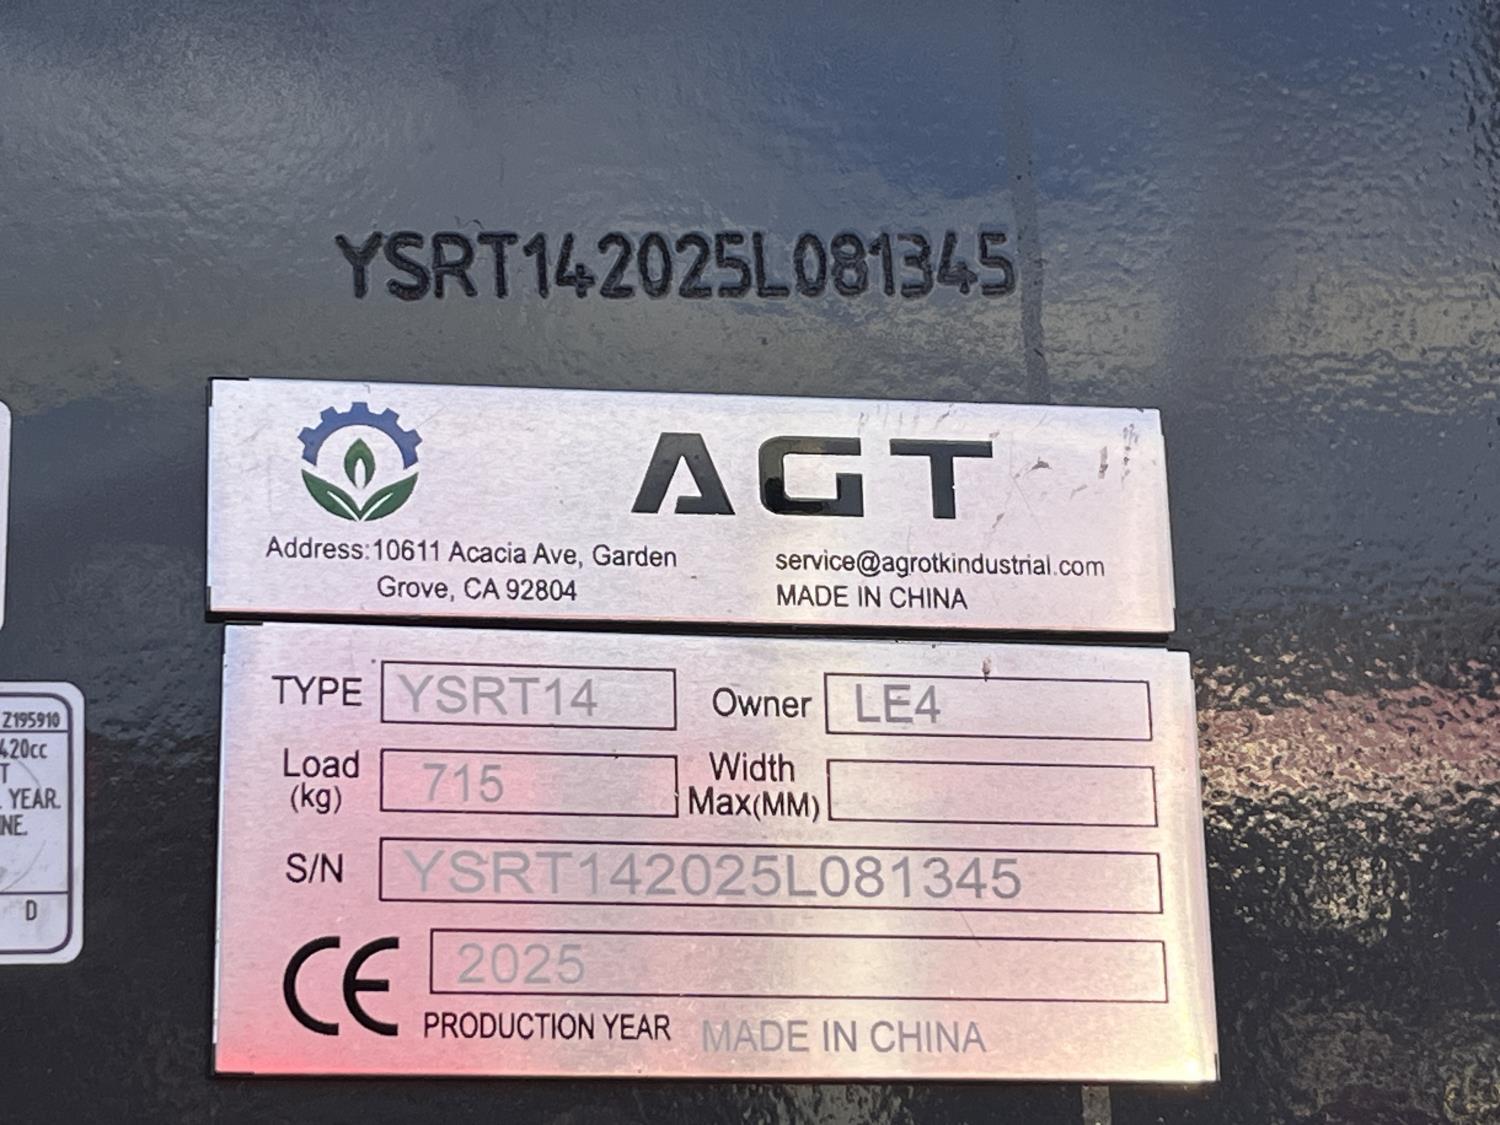 YSRT142025L081345
AGT
Address:10611 Acacia Ave, Garden
Grove, CA 92804
service@agrotkindustrial.com
MADE IN CHINA
TYPE YSRT14 Owner LE4
Load
(kg) 715
Width
Max(MM)
S/N YSRT142025L081345
CE 2025
PRODUCTION YEAR MADE IN CHINA
Z195910
420cc
T
YEAR.
NE.
D